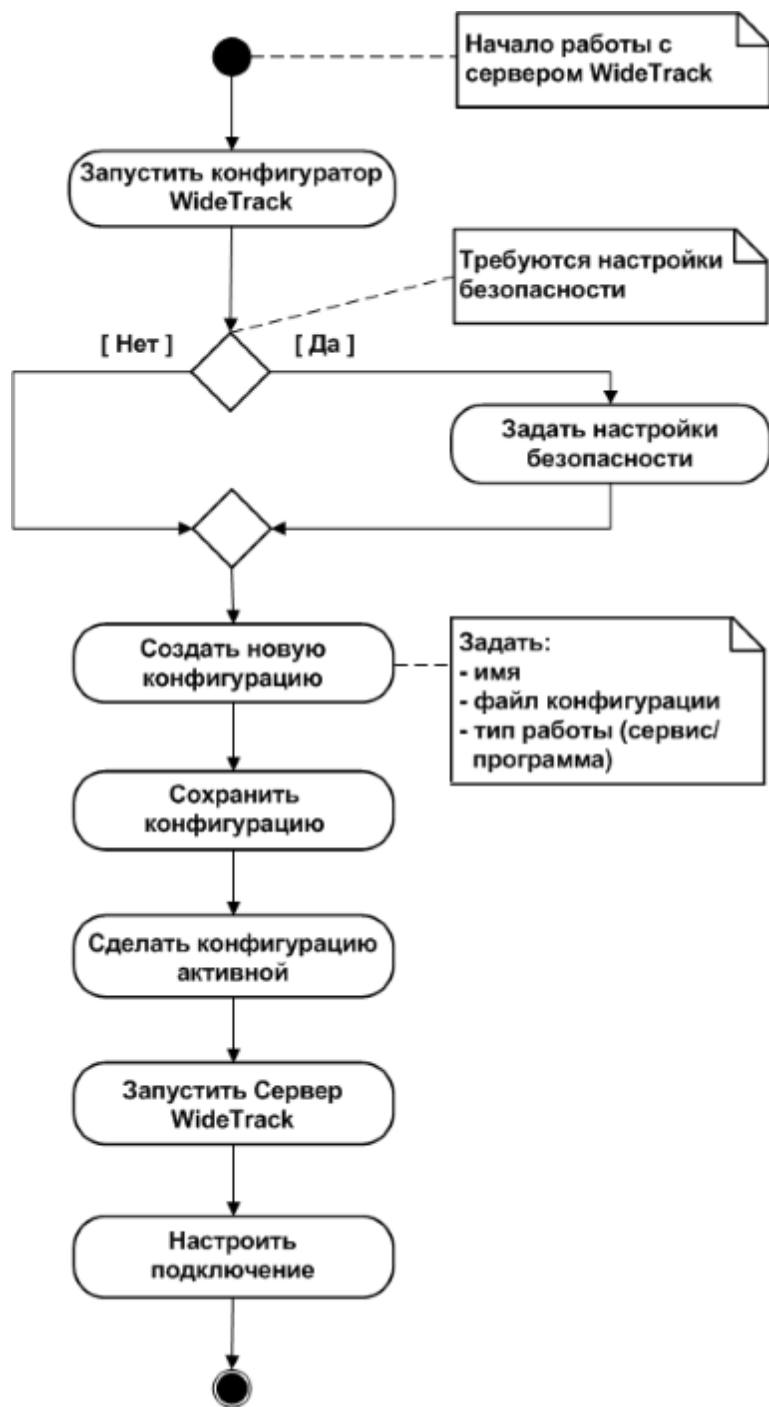 Начало работы с
сервером WideTrack
Запустить конфигуратор
WideTrack
Требуются настройки
безопасности
[ Нет ]
[ Да ]
Задать настройки
безопасности
Создать новую
конфигурацию
Задать:
- имя
- файл конфигурации
- тип работы (сервис/
программа)
Сохранить
конфигурацию
Сделать конфигурацию
активной
Запустить Сервер
WideTrack
Настроить
подключение